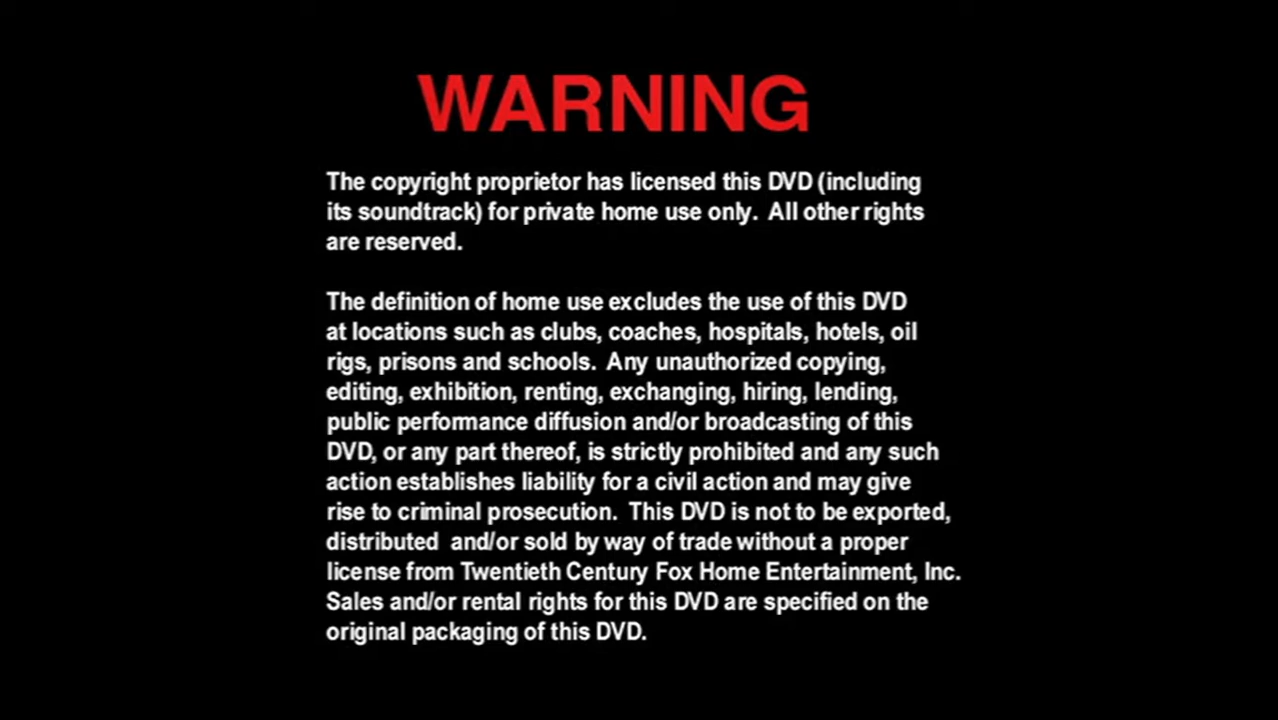 WARNING
The copyright proprietor has licensed this DVD (including
its soundtrack) for private home use only.  All other rights
are reserved.
The definition of home use excludes the use of this DVD
at locations such as clubs, coaches, hospitals, hotels, oil
rigs, prisons and schools.  Any unauthorized copying,
editing, exhibition, renting, exchanging, hiring, lending,
public performance diffusion and/or broadcasting of this
DVD, or any part thereof, is strictly prohibited and any such
action establishes liability for a civil action and may give
rise to criminal prosecution.  This DVD is not to be exported,
distributed  and/or sold by way of trade without a proper
license from Twentieth Century Fox Home Entertainment, Inc.
Sales and/or rental rights for this DVD are specified on the
original packaging of this DVD.